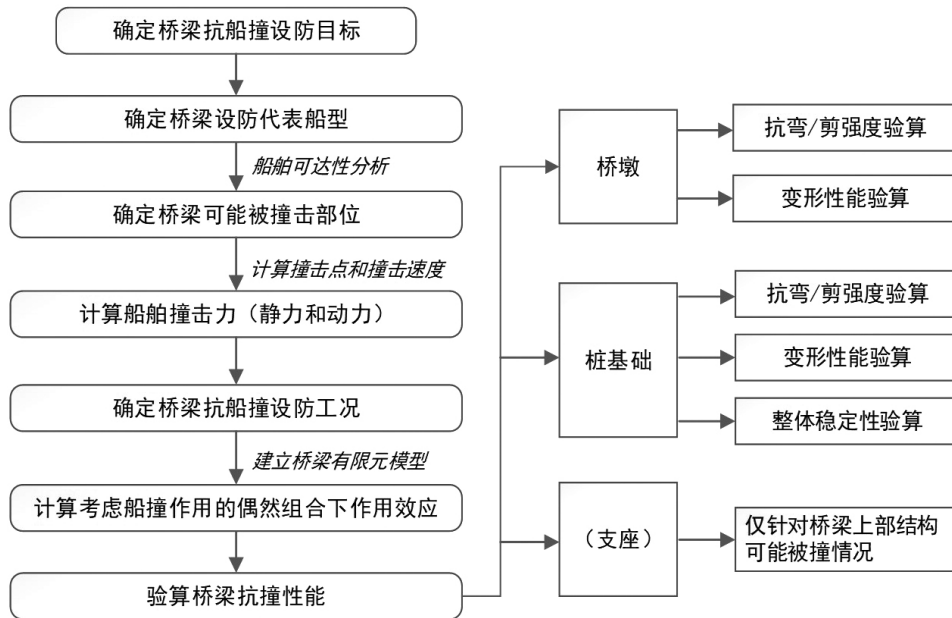 确定桥梁抗船撞设防目标
确定桥梁设防代表船型
船舶可达性分析
确定桥梁可能被撞击部位
计算撞击点和撞击速度
计算船舶撞击力（静力和动力）
确定桥梁抗船撞设防工况
建立桥梁有限元模型
计算考虑船撞作用的偶然组合下作用效应
验算桥梁抗撞性能
桥墩
抗弯/剪强度验算
变形性能验算
桩基础
抗弯/剪强度验算
变形性能验算
整体稳定性验算
（支座）
仅针对桥梁上部结构
可能被撞情况